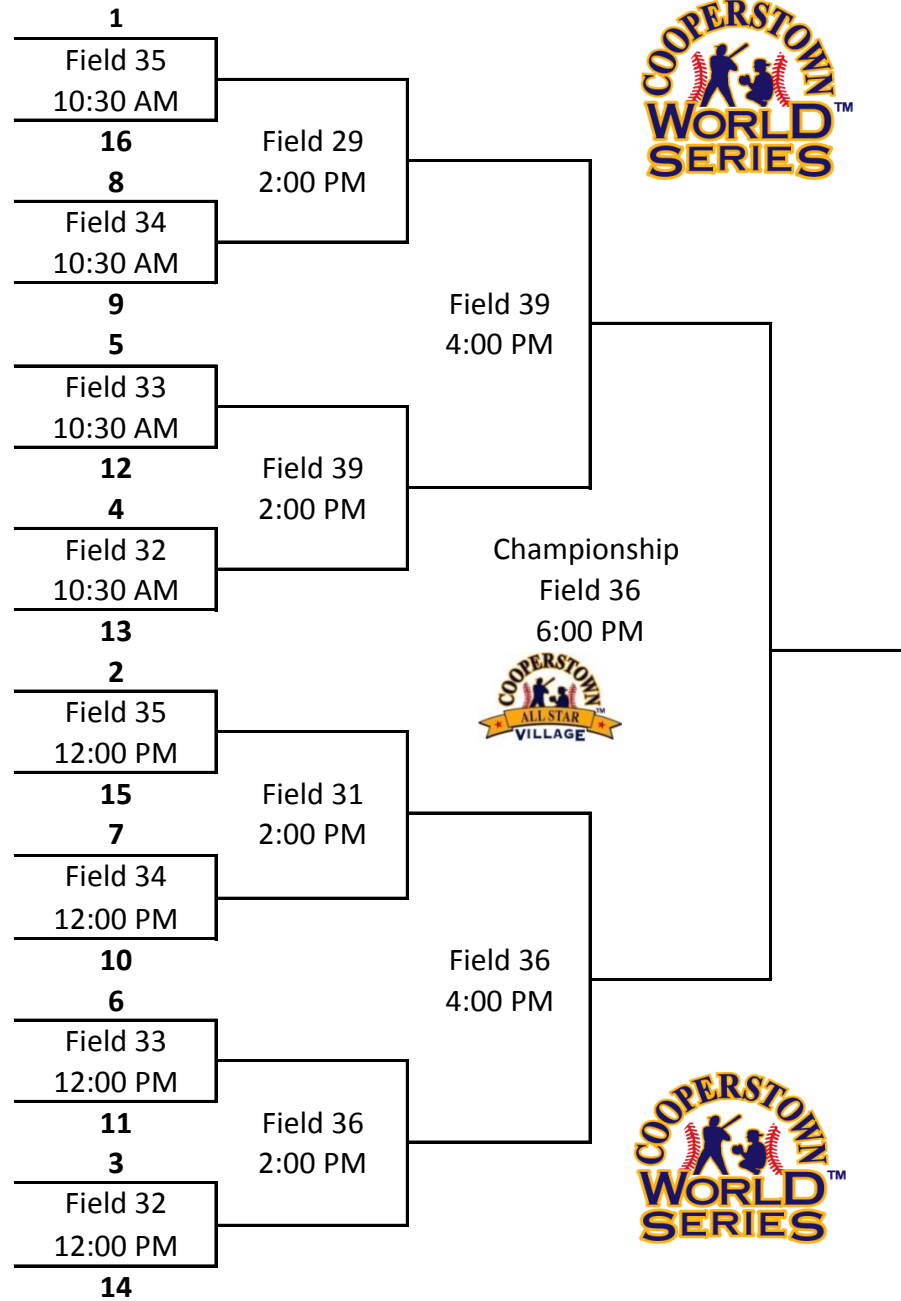 1
Field 35
10:30 AM
16
8
Field 34
10:30 AM
9
5
Field 33
10:30 AM
12
4
Field 32
10:30 AM
13
2
Field 35
12:00 PM
15
7
Field 34
12:00 PM
10
6
Field 33
12:00 PM
11
3
Field 32
12:00 PM
14
Field 29
2:00 PM
Field 39
2:00 PM
Field 31
2:00 PM
Field 36
2:00 PM
Field 39
4:00 PM
Field 36
4:00 PM
Championship
Field 36
6:00 PM
COOPERSTOWN
ALL STAR
VILLAGE
TM
COOPERSTOWN
WORLD TM
SERIES
COOPERSTOWN
WORLD TM
SERIES